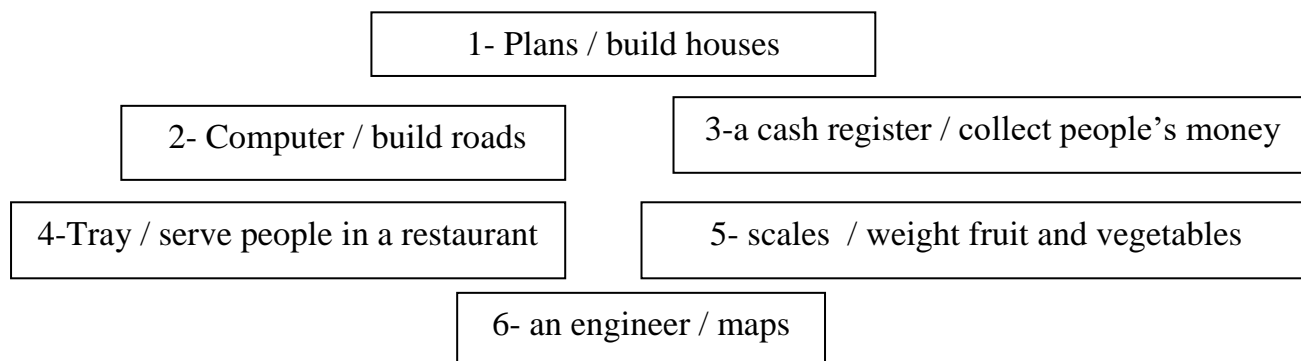 1- Plans / build houses
2- Computer / build roads
3-a cash register / collect people’s money
4-Tray / serve people in a restaurant
5- scales  / weight fruit and vegetables
6- an engineer / maps